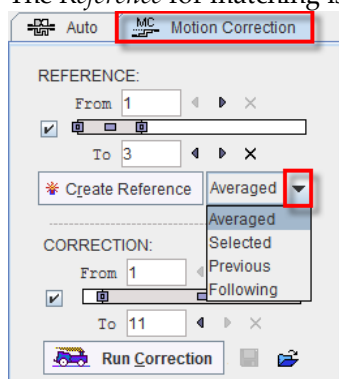 The Reference for matching is
Auto MC Motion Correction
REFERENCE:
From 1
To 3
Create Reference Averaged
Averaged
Selected
Previous
Following
CORRECTION:
From 1
To 11
Run Correction